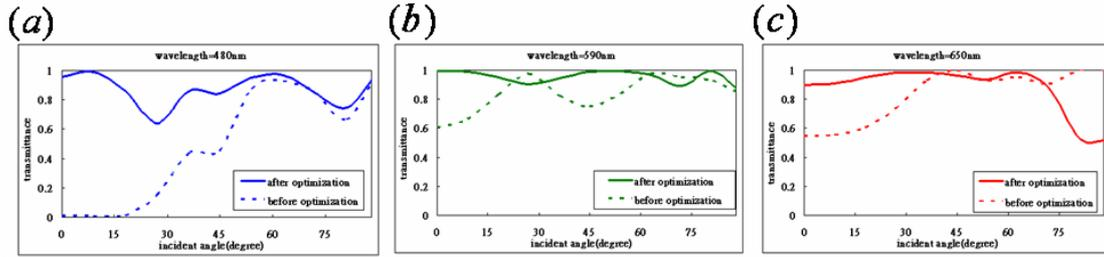 (a)
wavelength=480nm
transmittance
1
0.8
0.6
0.4
0.2
0
0
15
30
45
60
75
incident angle(degree)
after optimization
before optimization
(b)
wavelength=590nm
transmittance
1
0.8
0.6
0.4
0.2
0
0
15
30
45
60
75
incident angle(degree)
after optimization
before optimization
(c)
wavelength=650nm
transmittance
1
0.8
0.6
0.4
0.2
0
0
15
30
45
60
75
incident angle(degree)
after optimization
before optimization